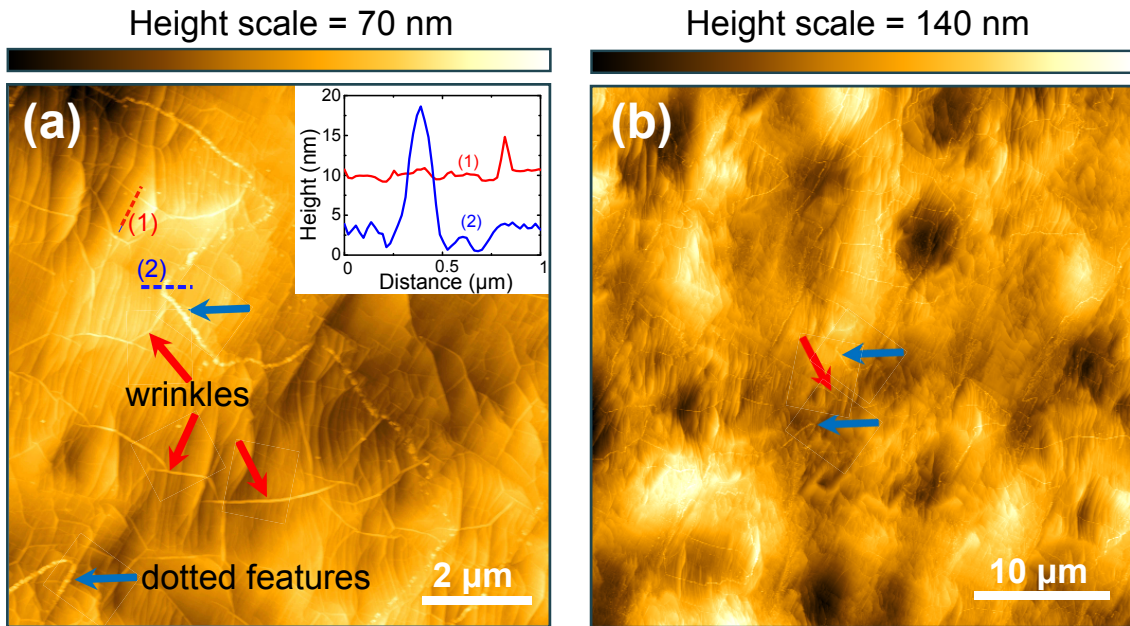 Height scale = 70 nm
Height scale = 140 nm
(a)
20
15
10
5
0
Height (nm)
(1)
(2)
0
0.5
1
Distance (µm)
(1)
(2)
wrinkles
dotted features
2 µm
(b)
10 µm